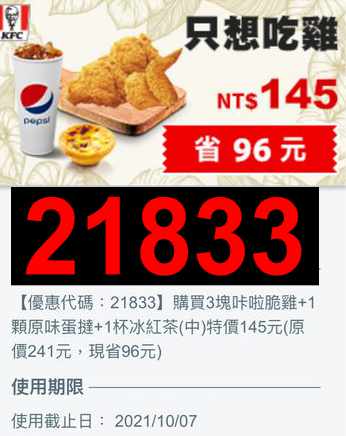 KFC
只想吃雞
NT$145
pepsi
省 96 元
21833
【優惠代碼：21833】購買3塊咔啦脆雞+1
顆原味蛋撻+1杯冰紅茶(中)特價145元(原
價241元，現省96元)
使用期限
使用截止日： 2021/10/07